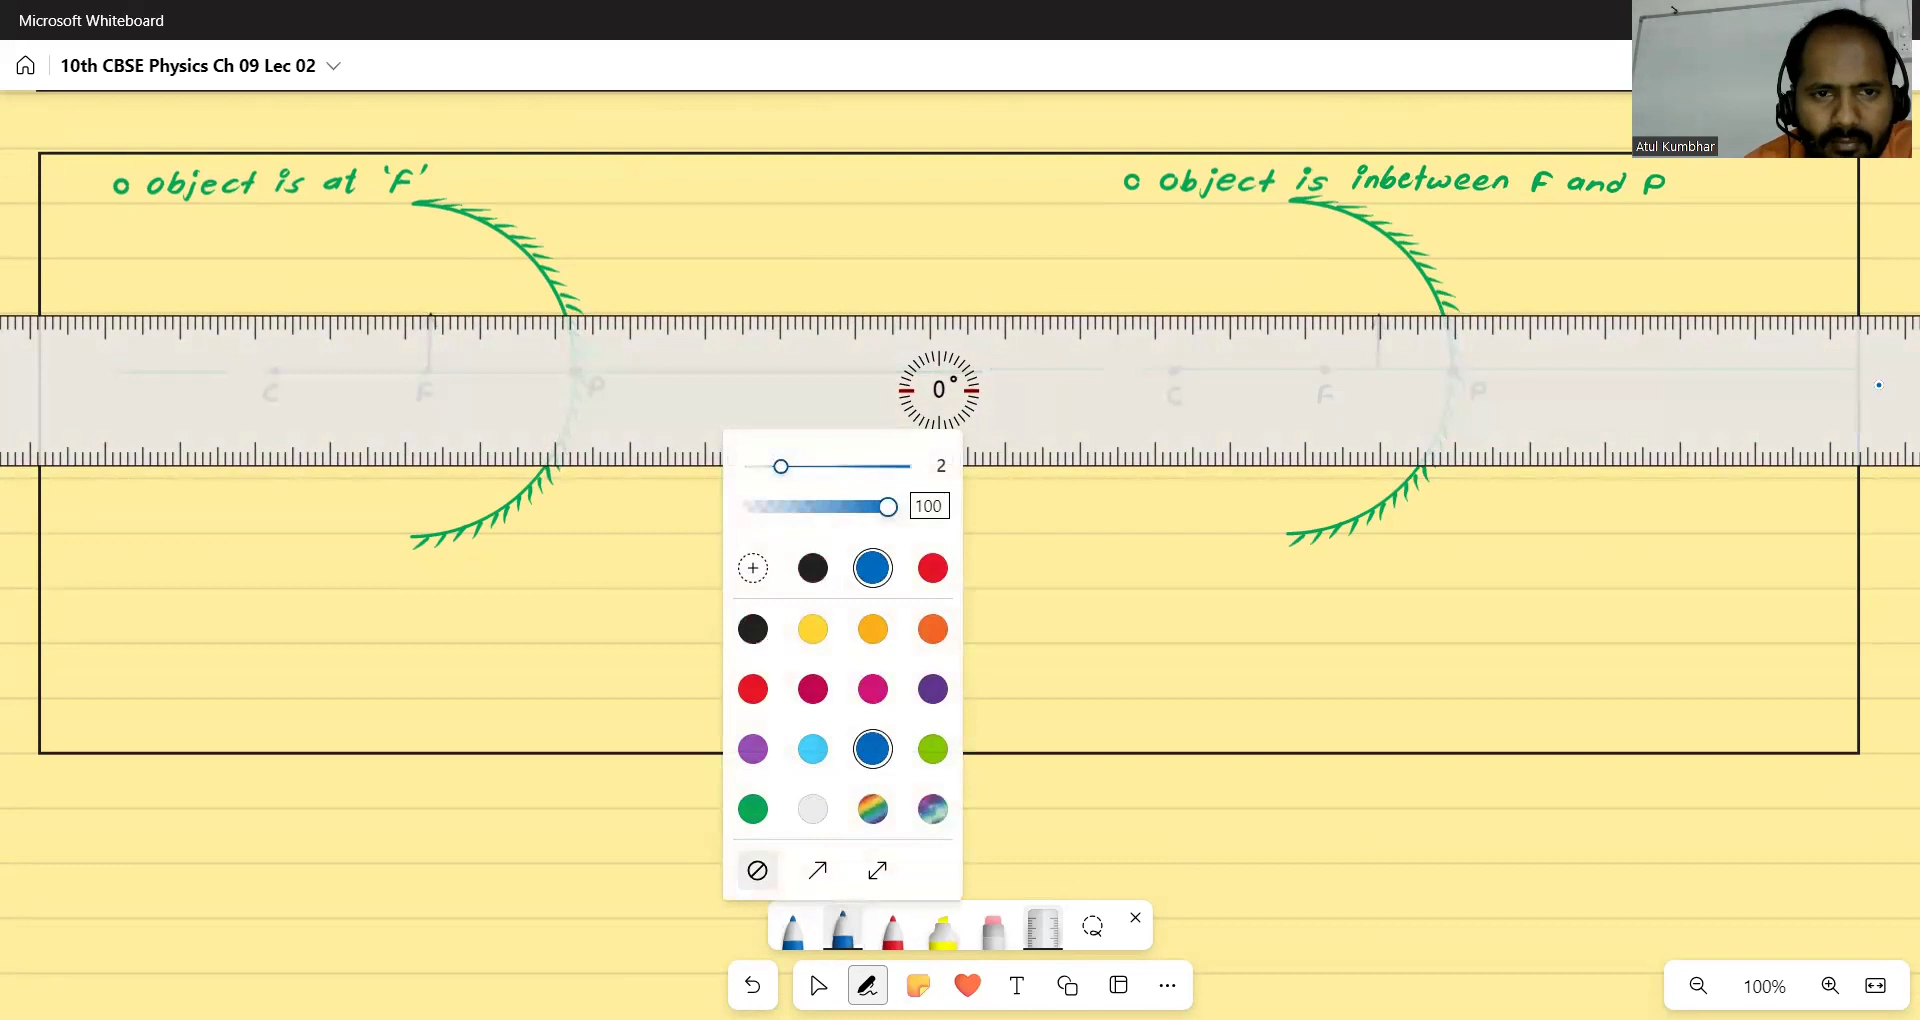 Microsoft Whiteboard
10th CBSE Physics Ch 09 Lec 02
Atul Kumbhar
o object is at 'F'
o object is inbetween F and P
C F P
0°
C F P
2
100
100%